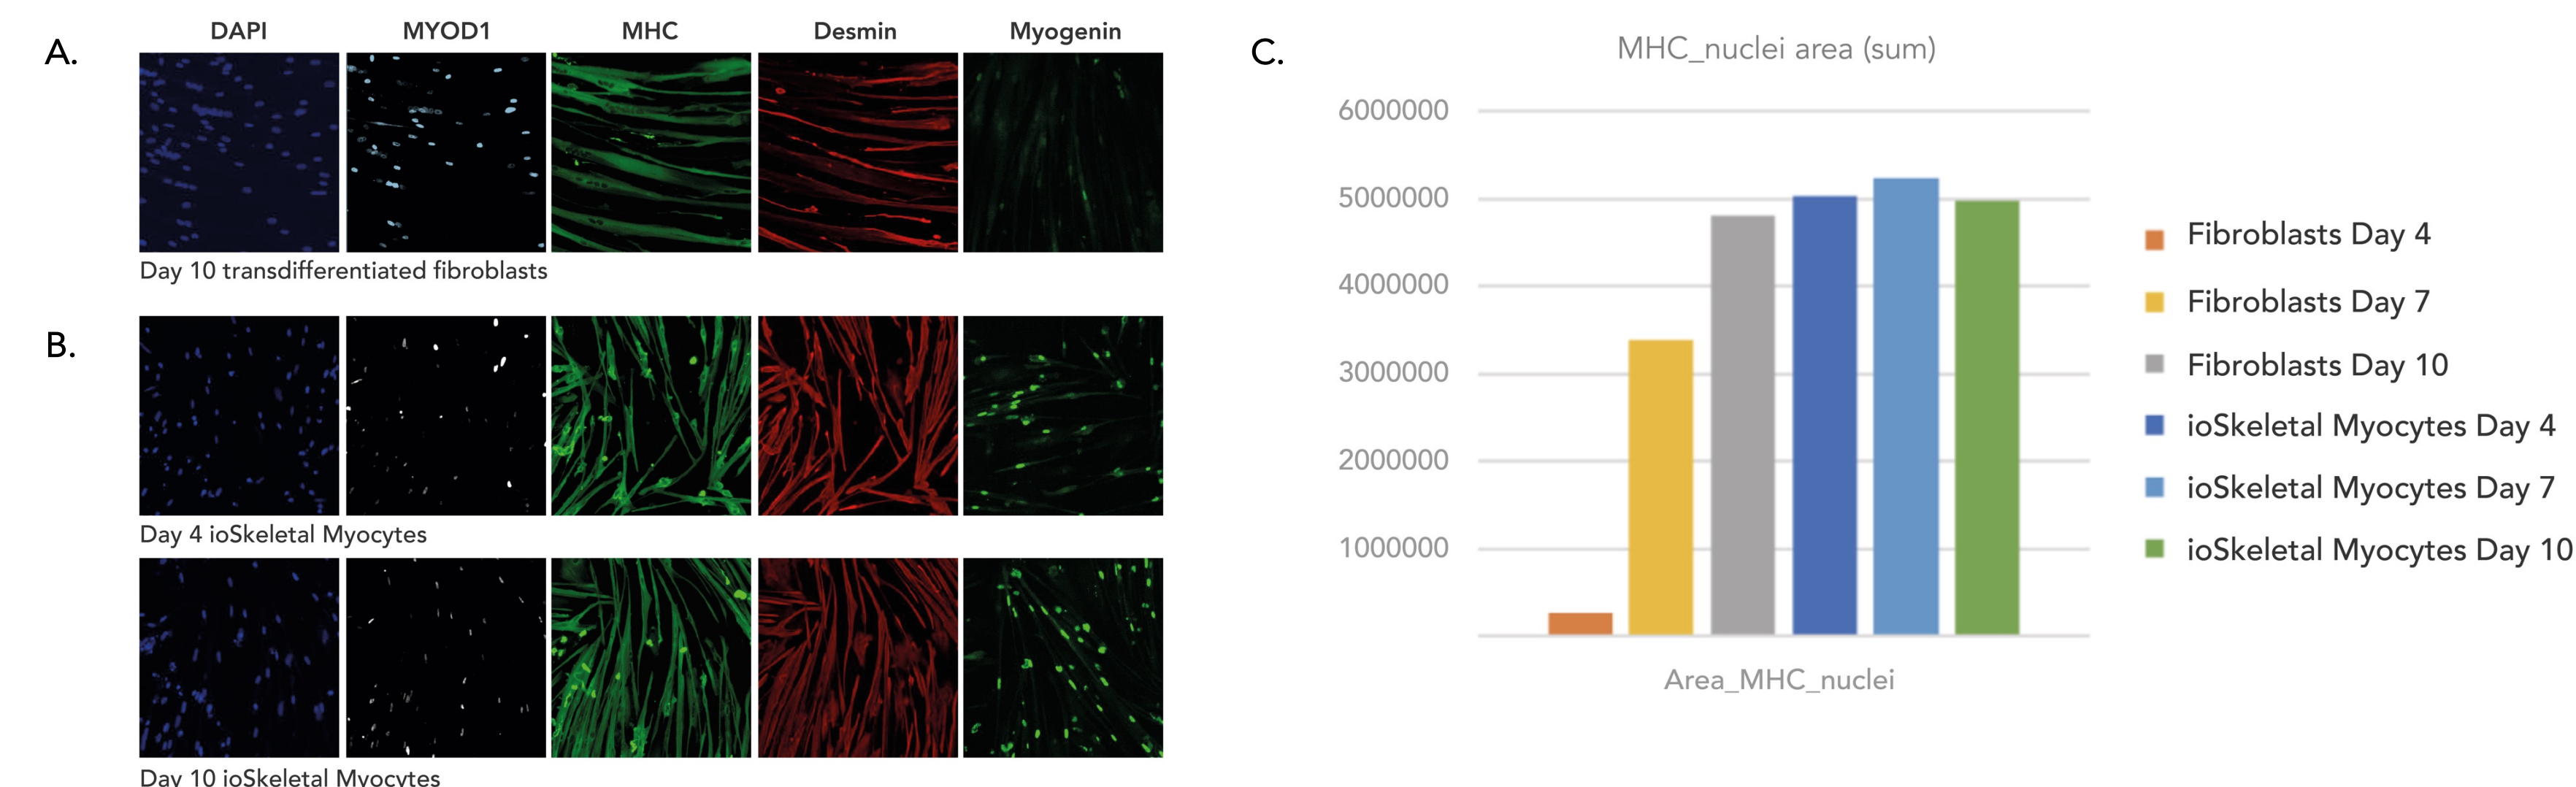 A.
DAPI MYOD1 MHC Desmin Myogenin
Day 10 transdifferentiated fibroblasts
B.
Day 4 ioSkeletal Myocytes
Day 10 ioSkeletal Myocytes
C.
MHC_nuclei area (sum)
6000000
5000000
4000000
3000000
2000000
1000000
Area_MHC_nuclei
Fibroblasts Day 4
Fibroblasts Day 7
Fibroblasts Day 10
ioSkeletal Myocytes Day 4
ioSkeletal Myocytes Day 7
ioSkeletal Myocytes Day 10